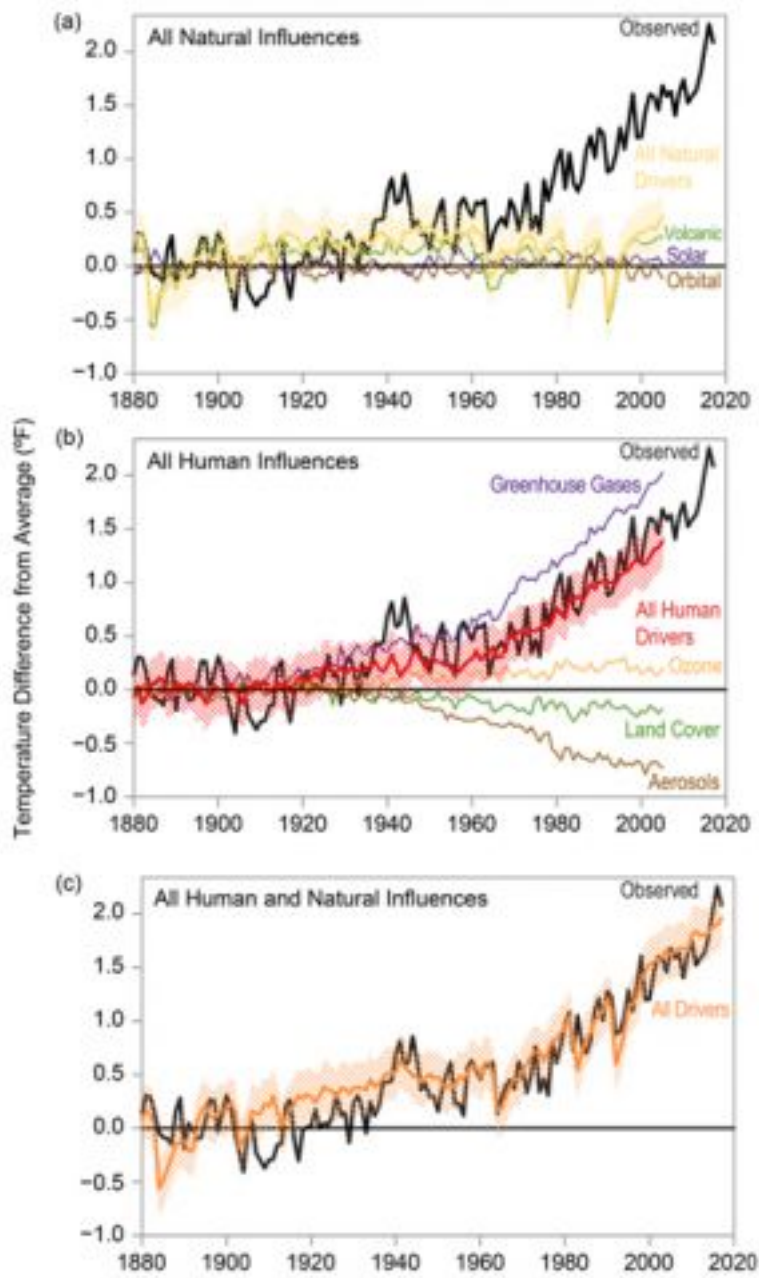 Temperature Difference from Average (ºF)
(a)
All Natural Influences
Observed
All Natural
Drivers
Volcanic
Solar
Orbital
2.0
1.5
1.0
0.5
0.0
−0.5
−1.0
1880 1900 1920 1940 1960 1980 2000 2020
(b)
All Human Influences
Observed
Greenhouse Gases
All Human
Drivers
Ozone
Land Cover
Aerosols
2.0
1.5
1.0
0.5
0.0
−0.5
−1.0
1880 1900 1920 1940 1960 1980 2000 2020
(c)
All Human and Natural Influences
Observed
All Drivers
2.0
1.5
1.0
0.5
0.0
−0.5
−1.0
1880 1900 1920 1940 1960 1980 2000 2020